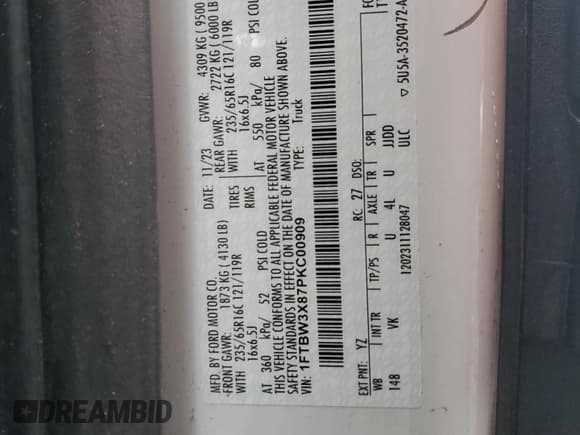 MFD. BY FORD MOTOR CO.
DATE: 11/23 GVWR: 4309 KG ( 9500
FRONT GAWR: 1873 KG ( 4130 LB) REAR GAWR: 2722 KG ( 6000 LB
WITH 235/65R16C 121/119R TIRES WITH 235/65R16C 121/119R
16x6.5J RIMS 16x6.5J
AT 360 kPa/ 52 PSI COLD AT 550 kPa/ 80 PSI COLD
THIS VEHICLE CONFORMS TO ALL APPLICABLE FEDERAL MOTOR VEHICLE
SAFETY STANDARDS IN EFFECT ON THE DATE OF MANUFACTURE SHOWN ABOVE.
VIN: 1FTBW3X87PKC00909 TYPE: Truck
EXT PNT: YZ RC: 27 DSO:
WB INT TR TP/PS R AXLE TR SPR
148 VK U 4L U JJDD
120231128047 ULC
5U5A-3520472-A
DREAMBID